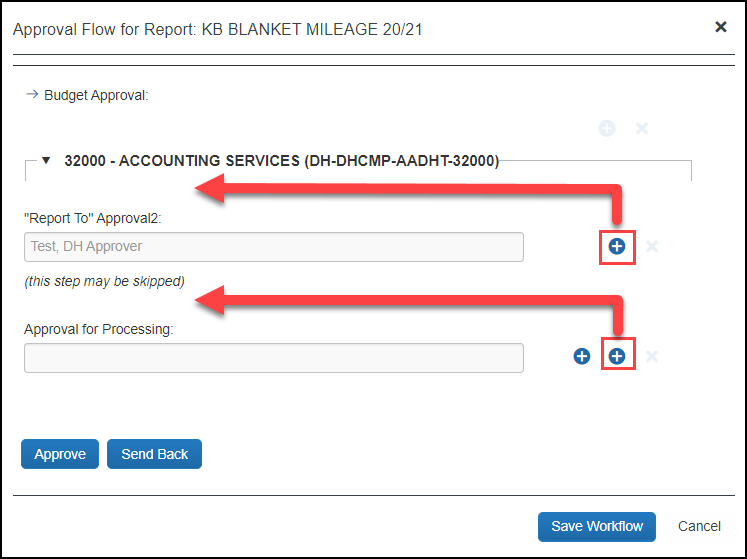 Approval Flow for Report: KB BLANKET MILEAGE 20/21
Budget Approval:
32000 - ACCOUNTING SERVICES (DH-DHCMP-AADHT-32000)
"Report To" Approval2:
Test, DH Approver
(this step may be skipped)
Approval for Processing:
Approve Send Back
Save Workflow Cancel